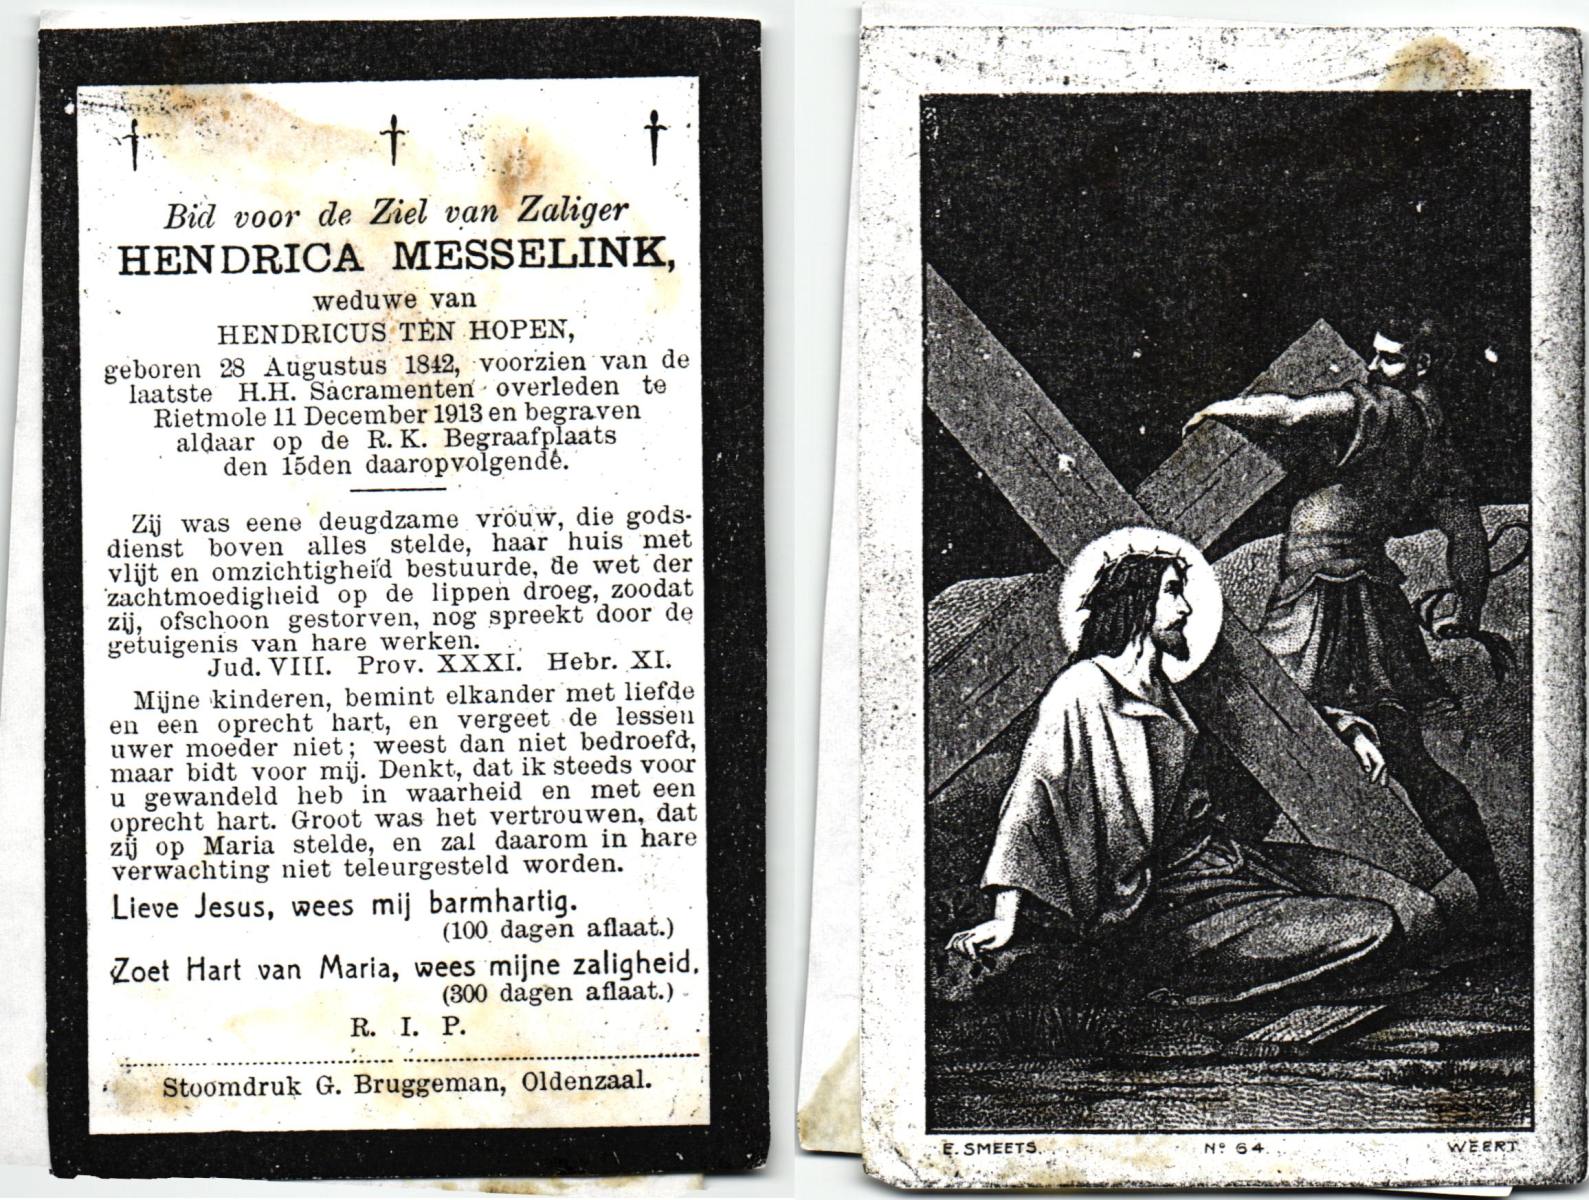 Bid voor de Ziel van Zaliger
HENDRICA MESSELINK,
weduwe van
HENDRICUS TEN HOPEN,
geboren 28 Augustus 1842, voorzien van de
laatste H.H. Sacramenten overleden te
Rietmole 11 December 1913 en begraven
aldaar op de R. K. Begraafplaats
den 15den daaropvolgende.
Zij was eene deugdzame vrouw, die gods-
dienst boven alles stelde, haar huis met
vlijt en omzichtigheid bestuurde, de wet der
zachtmoedigheid op de lippen droeg, zoodat
zij, ofschoon gestorven, nog spreekt door de
getuigenis van hare werken.
Jud. VIII. Prov. XXXI. Hebr. XI.
Mijne kinderen, bemint elkander met liefde
en een oprecht hart, en vergeet de lessen
uwer moeder niet; weest dan niet bedroefd,
maar bidt voor mij. Denkt, dat ik steeds voor
u gewandeld heb in waarheid en met een
oprecht hart. Groot was het vertrouwen, dat
zij op Maria stelde, en zal daarom in hare
verwachting niet teleurgesteld worden.
Lieve Jesus, wees mij barmhartig.
(100 dagen aflaat.)
Zoet Hart van Maria, wees mijne zaligheid.
(300 dagen aflaat.)
R. I. P.
Stoomdruk G. Bruggeman, Oldenzaal.
E. SMEETS. Nº 64. WEERT.